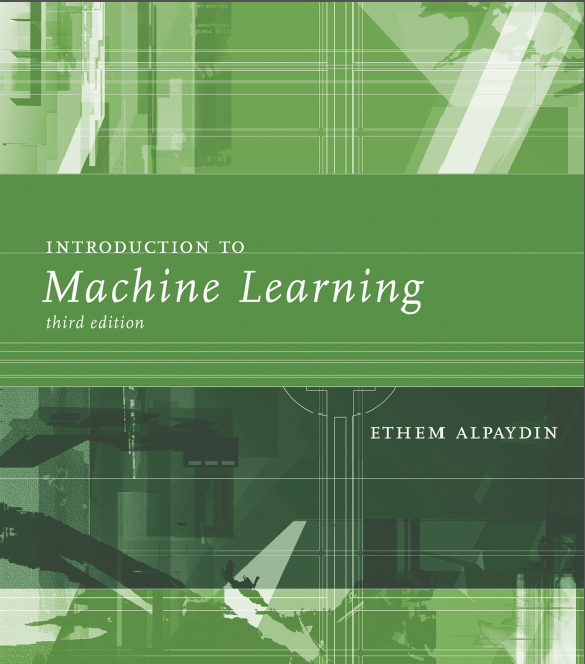 INTRODUCTION TO
Machine Learning
third edition
ETHEM ALPAYDIN